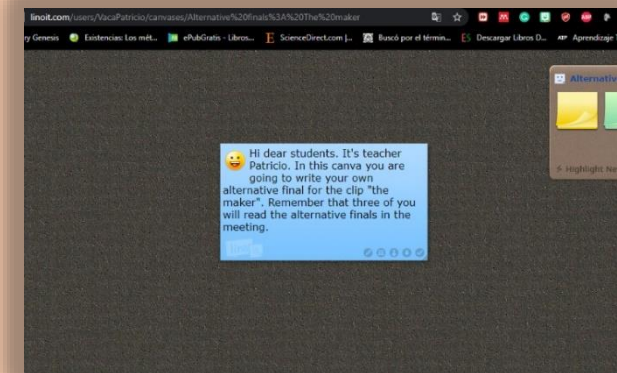 linoit.com/users/VacaPatricio/canvases/Alternative%20finals%3A%20The%20maker
ry Genesis Existencias: Los mét... ePubGratis - Libros... ScienceDirect.com |... Buscó por el términ... Descargar Libros D... Aprendizaje
Alternativ
Hi dear students. It's teacher
Patricio. In this canva you are
going to write your own
alternative final for the clip "the
maker". Remember that three of you
will read the alternative finals in the
meeting.
Highlight Ne